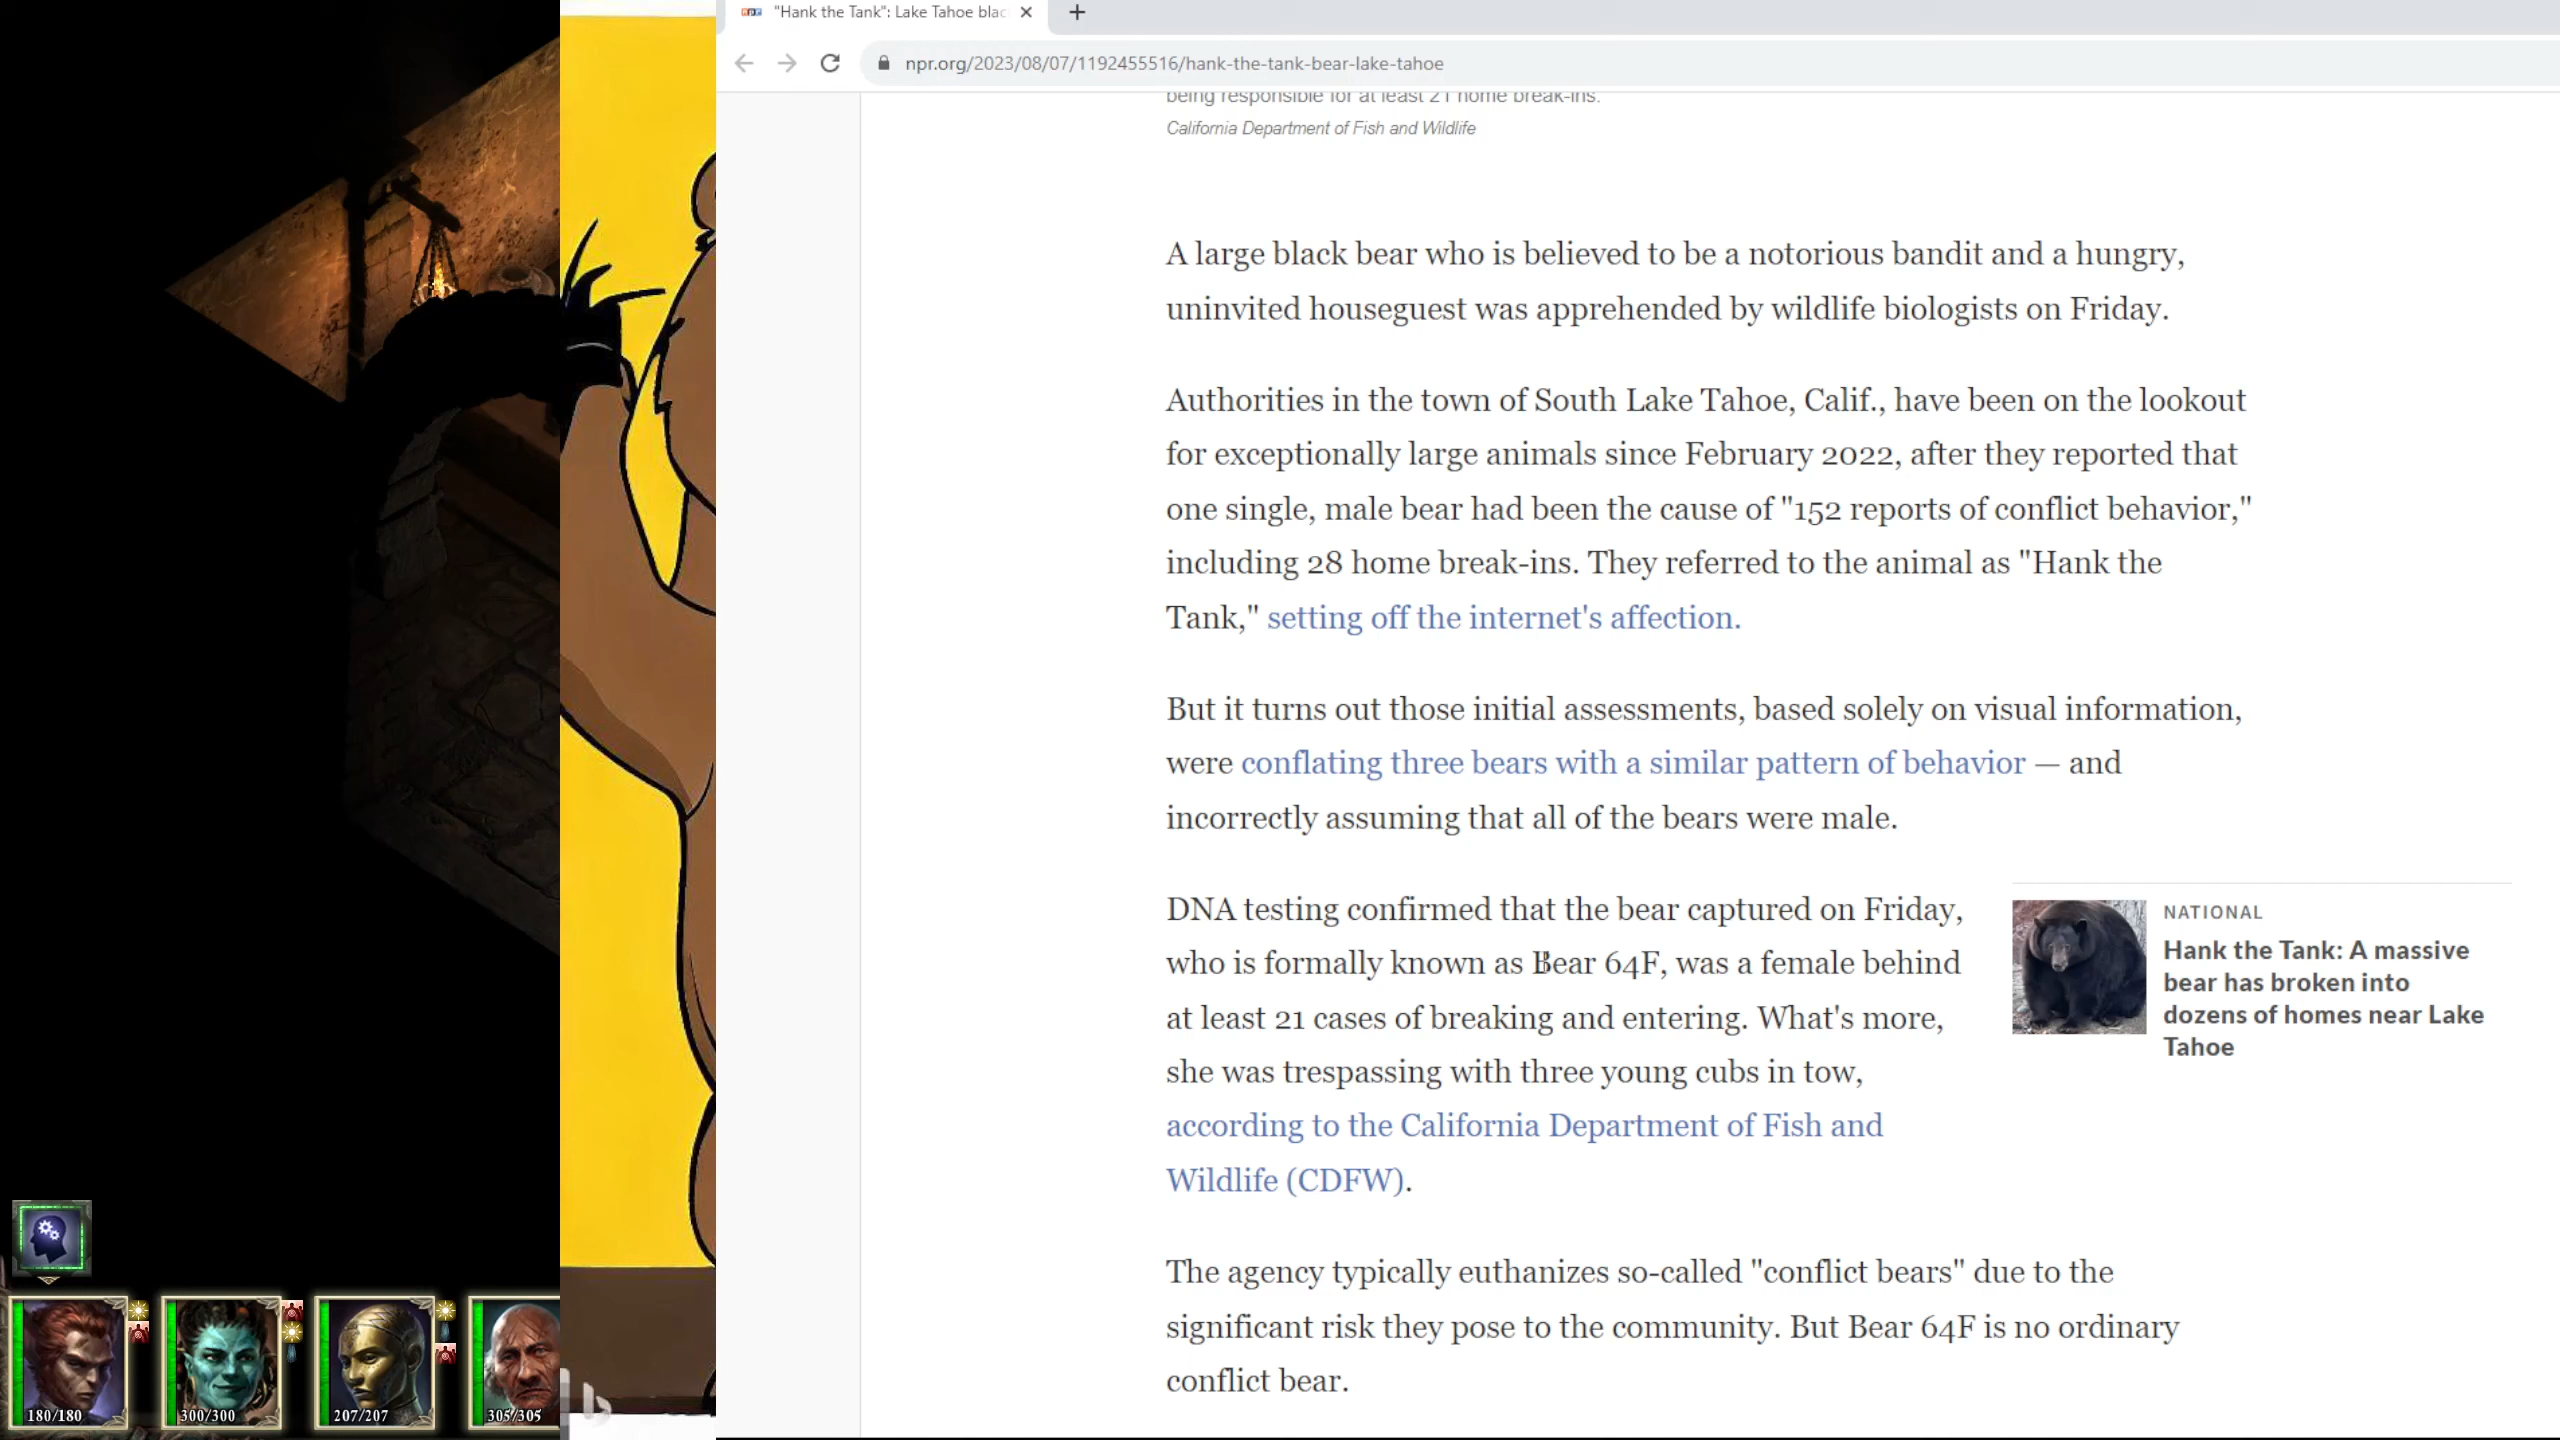 "Hank the Tank": Lake Tahoe blac
npr.org/2023/08/07/1192455516/hank-the-tank-bear-lake-tahoe
being responsible for at least 21 home break-ins.
California Department of Fish and Wildlife
A large black bear who is believed to be a notorious bandit and a hungry,
uninvited houseguest was apprehended by wildlife biologists on Friday.
Authorities in the town of South Lake Tahoe, Calif., have been on the lookout
for exceptionally large animals since February 2022, after they reported that
one single, male bear had been the cause of "152 reports of conflict behavior,"
including 28 home break-ins. They referred to the animal as "Hank the
Tank," setting off the internet's affection.
But it turns out those initial assessments, based solely on visual information,
were conflating three bears with a similar pattern of behavior — and
incorrectly assuming that all of the bears were male.
DNA testing confirmed that the bear captured on Friday,
who is formally known as Bear 64F, was a female behind
at least 21 cases of breaking and entering. What's more,
she was trespassing with three young cubs in tow,
according to the California Department of Fish and
Wildlife (CDFW).
NATIONAL
Hank the Tank: A massive
bear has broken into
dozens of homes near Lake
Tahoe
The agency typically euthanizes so-called "conflict bears" due to the
significant risk they pose to the community. But Bear 64F is no ordinary
conflict bear.
180/180
300/300
207/207
305/305